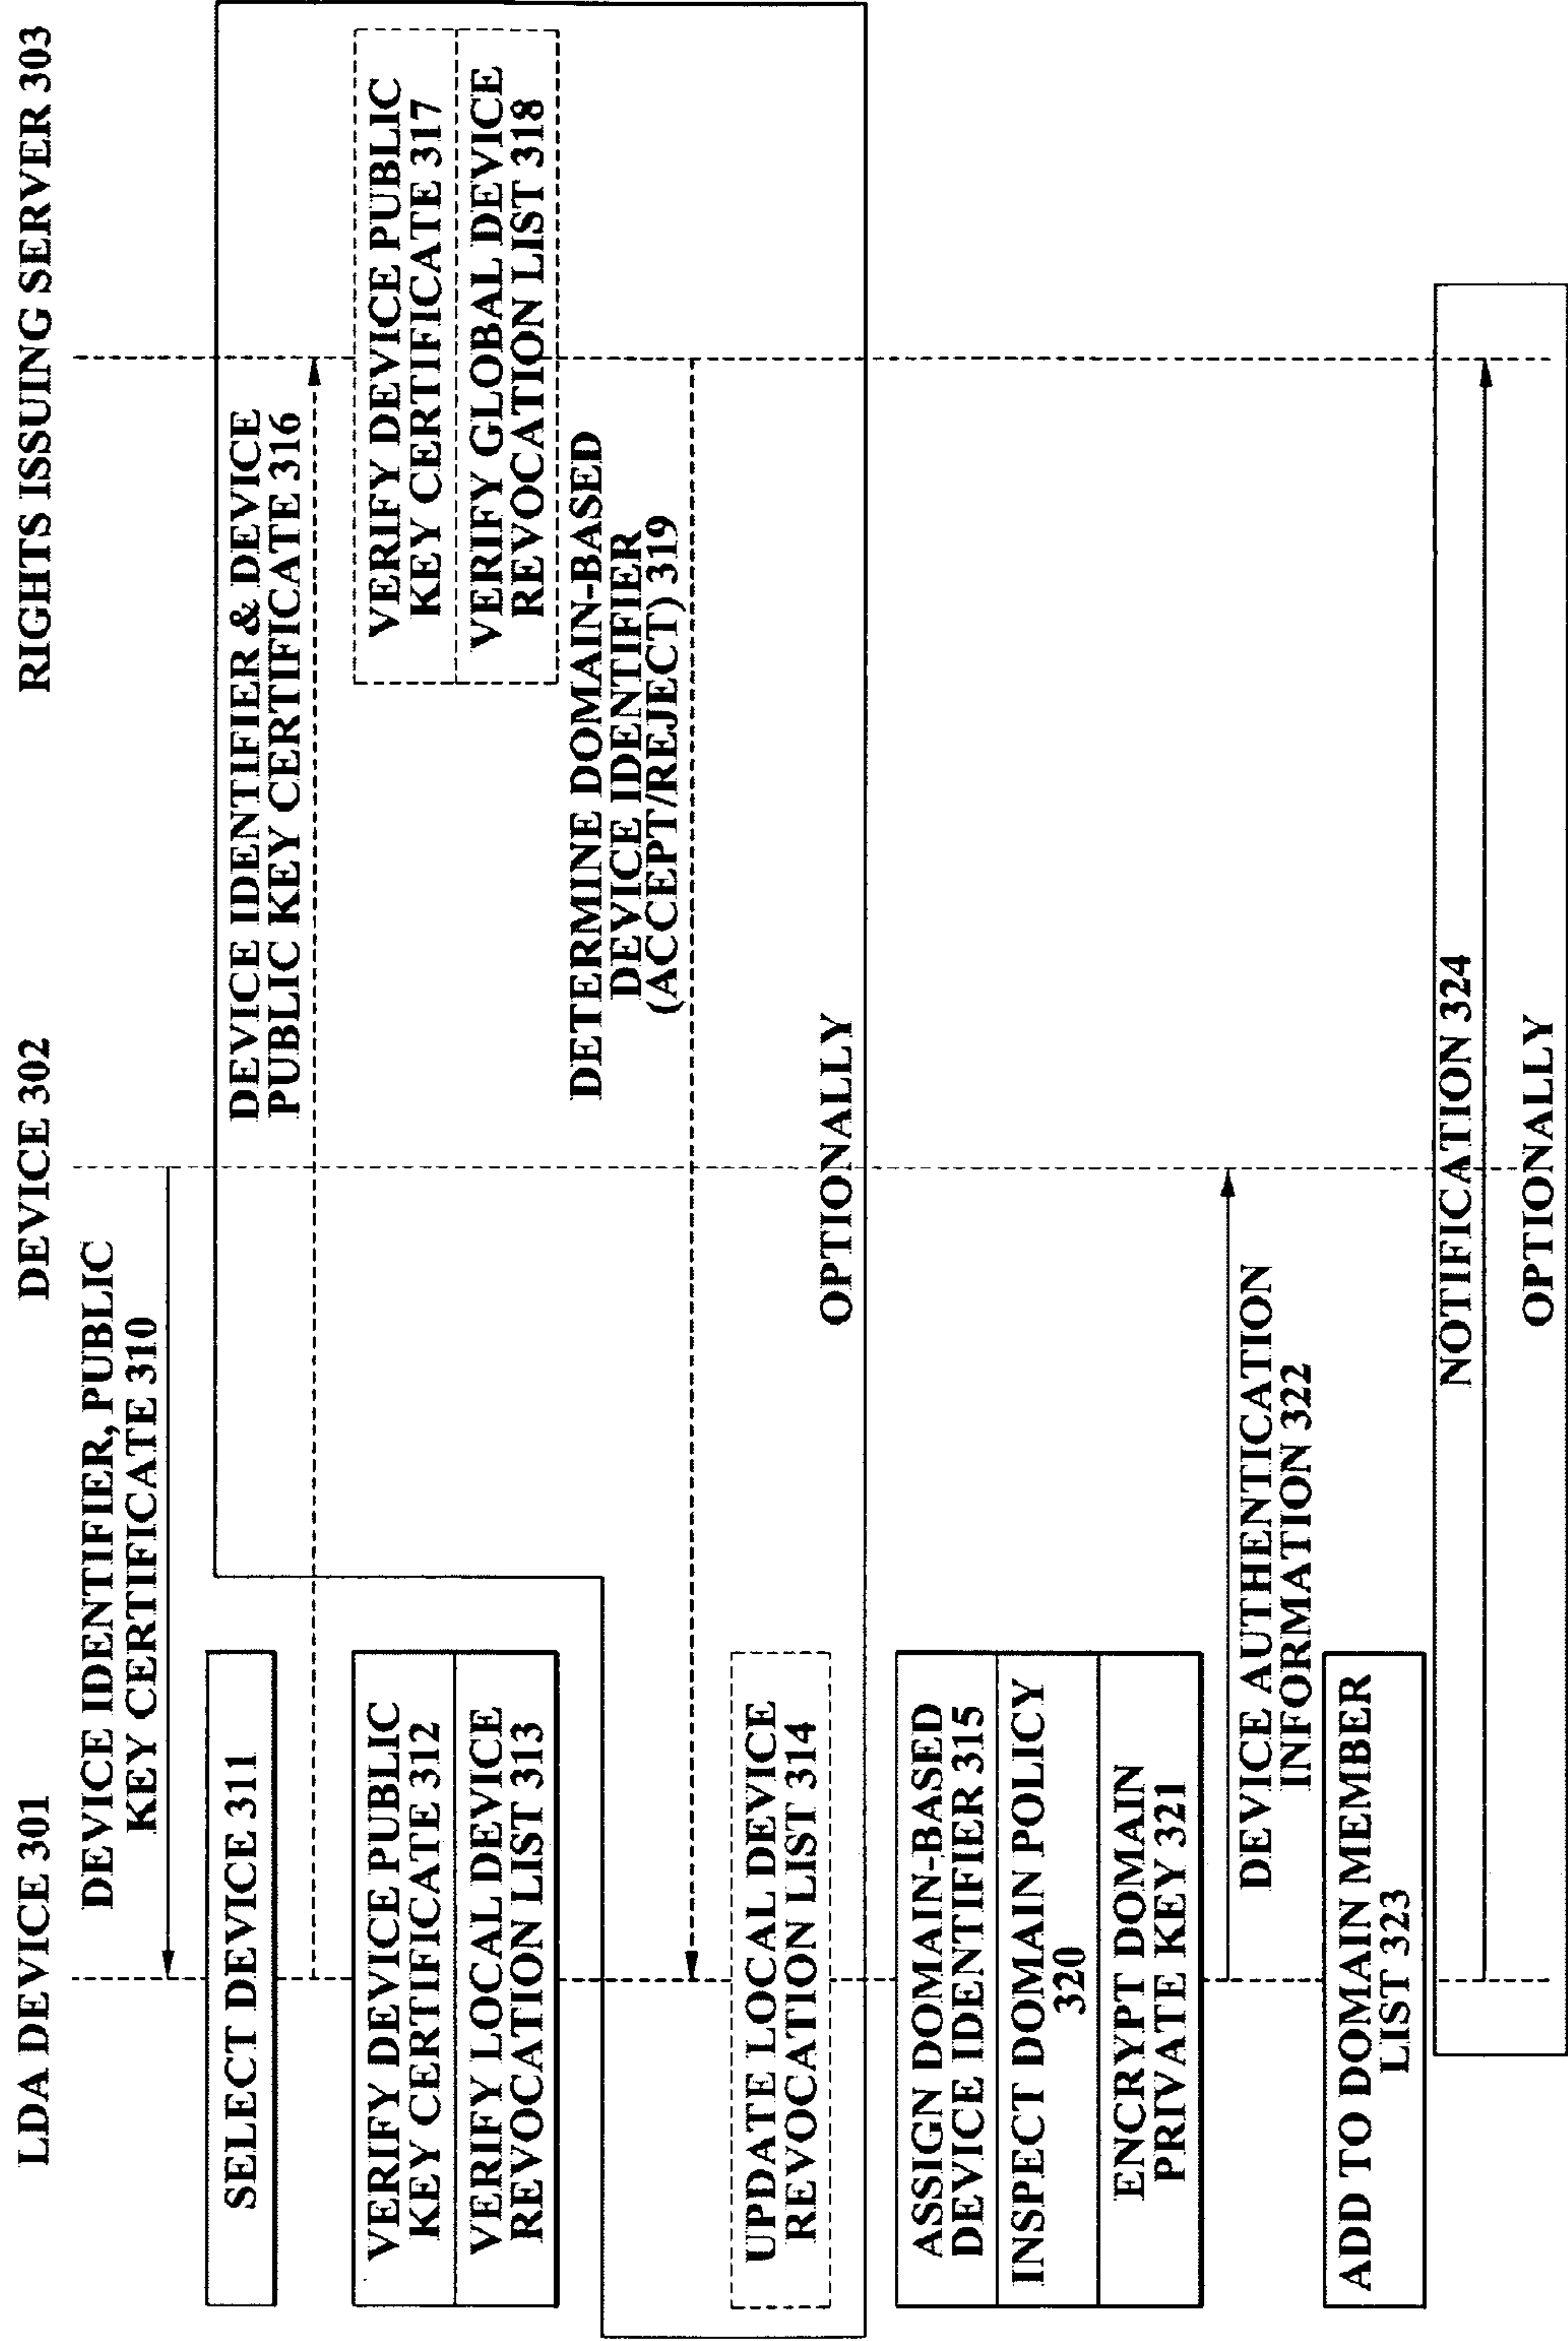 LDA DEVICE 301
DEVICE 302
RIGHTS ISSUING SERVER 303
DEVICE IDENTIFIER, PUBLIC
KEY CERTIFICATE 310
SELECT DEVICE 311
DEVICE IDENTIFIER & DEVICE
PUBLIC KEY CERTIFICATE 316
VERIFY DEVICE PUBLIC
KEY CERTIFICATE 312
VERIFY LOCAL DEVICE
REVOCATION LIST 313
VERIFY DEVICE PUBLIC
KEY CERTIFICATE 317
VERIFY GLOBAL DEVICE
REVOCATION LIST 318
DETERMINE DOMAIN-BASED
DEVICE IDENTIFIER
(ACCEPT/REJECT) 319
UPDATE LOCAL DEVICE
REVOCATION LIST 314
OPTIONALLY
ASSIGN DOMAIN-BASED
DEVICE IDENTIFIER 315
INSPECT DOMAIN POLICY
320
ENCRYPT DOMAIN
PRIVATE KEY 321
DEVICE AUTHENTICATION
INFORMATION 322
ADD TO DOMAIN MEMBER
LIST 323
NOTIFICATION 324
OPTIONALLY